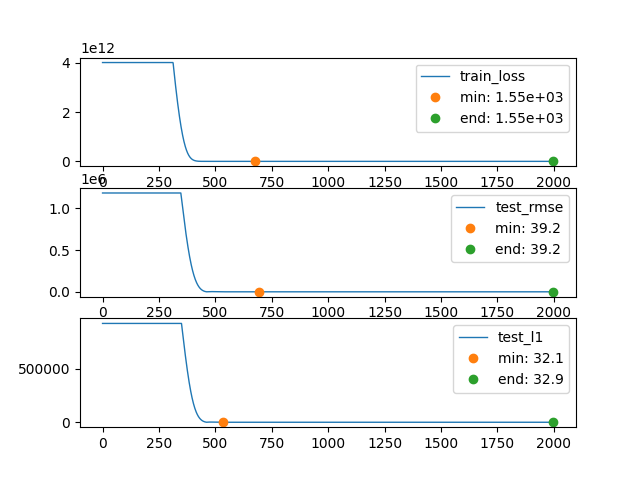 1e12
4
2
0
train_loss
min: 1.55e+03
end: 1.55e+03
0 250 500 750 1000 1250 1500 1750 2000
1e6
1.0
0.5
0.0
test_rmse
min: 39.2
end: 39.2
0 250 500 750 1000 1250 1500 1750 2000
500000
0
test_l1
min: 32.1
end: 32.9
0 250 500 750 1000 1250 1500 1750 2000